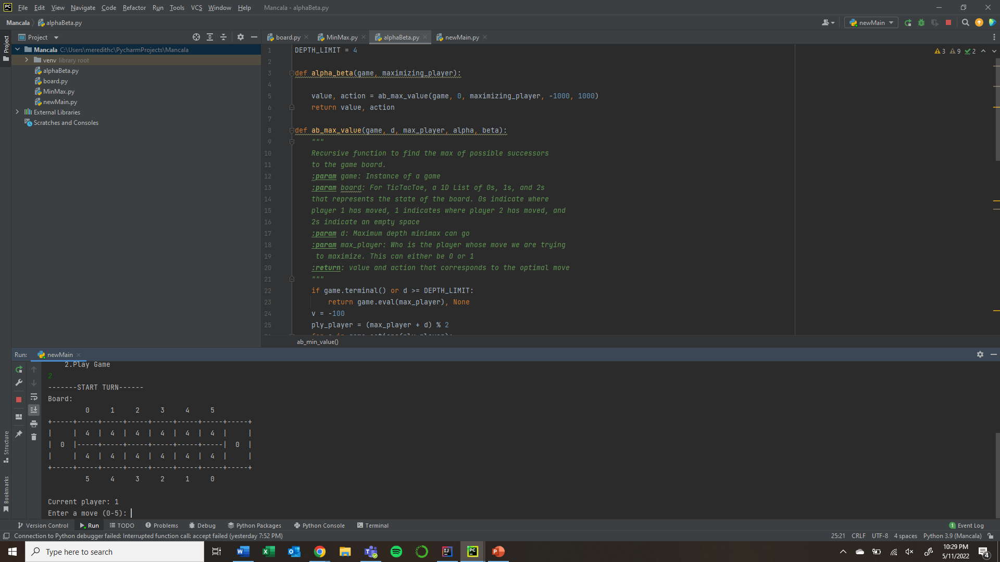 PC File Edit View Navigate Code Refactor Run Tools VCS Window Help Mancala - alphaBeta.py
Mancala alphaBeta.py newMain
Project
Project
board.py MinMax.py alphaBeta.py newMain.py
Mancala C:\Users\meredithc\PycharmProjects\Mancala
venv library root
alphaBeta.py
board.py
MinMax.py
newMain.py
External Libraries
Scratches and Consoles
3 9 2
1 DEPTH_LIMIT = 4
2
3 def alpha_beta(game, maximizing_player):
4
5 value, action = ab_max_value(game, 0, maximizing_player, -1000, 1000)
6 return value, action
7
8 def ab_max_value(game, d, max_player, alpha, beta):
9 """
10 Recursive function to find the max of possible successors
11 to the game board.
12 :param game: Instance of a game
13 :param board: For TicTacToe, a 1D List of 0s, 1s, and 2s
14 that represents the state of the board. 0s indicate where
15 player 1 has moved, 1 indicates where player 2 has moved, and
16 2s indicate an empty space
17 :param d: Maximum depth minimax can go
18 :param max_player: Who is the player whose move we are trying
19 to maximize. This can either be 0 or 1
20 :return: value and action that corresponds to the optimal move
21 """
22 if game.terminal() or d >= DEPTH_LIMIT:
23 return game.eval(max_player), None
24 v = -100
25 ply_player = (max_player + d) % 2
ab_min_value()
Run: newMain
2.Play Game
2
-------START TURN------
Board:
0 1 2 3 4 5
+-----+-----+-----+-----+-----+-----+-----+-----+
| | 4 | 4 | 4 | 4 | 4 | 4 | |
| 0 |-----+-----+-----+-----+-----+-----| 0 |
| | 4 | 4 | 4 | 4 | 4 | 4 | |
+-----+-----+-----+-----+-----+-----+-----+-----+
5 4 3 2 1 0
Current player: 1
Enter a move (0-5):
Structure
Bookmarks
Version Control Run TODO Problems Debug Python Packages Python Console Terminal 1 Event Log
Connection to Python debugger failed: Interrupted function call: accept failed (yesterday 7:52 PM) 25:21 CRLF UTF-8 4 spaces Python 3.9 (Mancala)
Type here to search
10:29 PM
5/11/2022
4